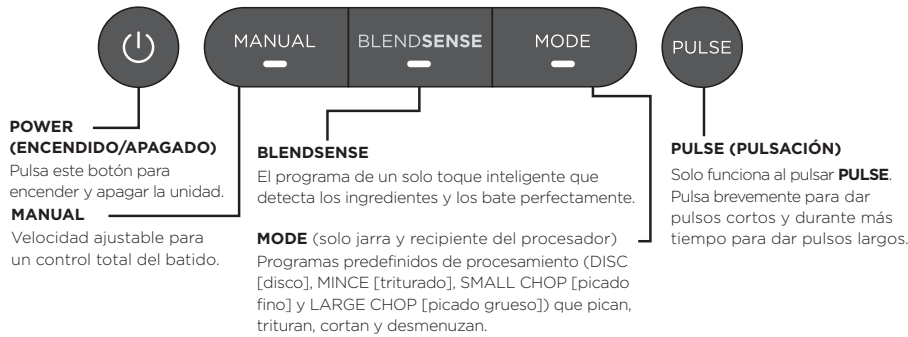 MANUAL
BLENDSENSE
MODE
PULSE
POWER
(ENCENDIDO/APAGADO)
Pulsa este botón para
encender y apagar la unidad.
MANUAL
Velocidad ajustable para
un control total del batido.
BLENDSENSE
El programa de un solo toque inteligente que
detecta los ingredientes y los bate perfectamente.
MODE (solo jarra y recipiente del procesador)
Programas predefinidos de procesamiento (DISC
[disco], MINCE [triturado], SMALL CHOP [picado
fino] y LARGE CHOP [picado grueso]) que pican,
trituran, cortan y desmenuzan.
PULSE (PULSACIÓN)
Solo funciona al pulsar PULSE.
Pulsa brevemente para dar
pulsos cortos y durante más
tiempo para dar pulsos largos.